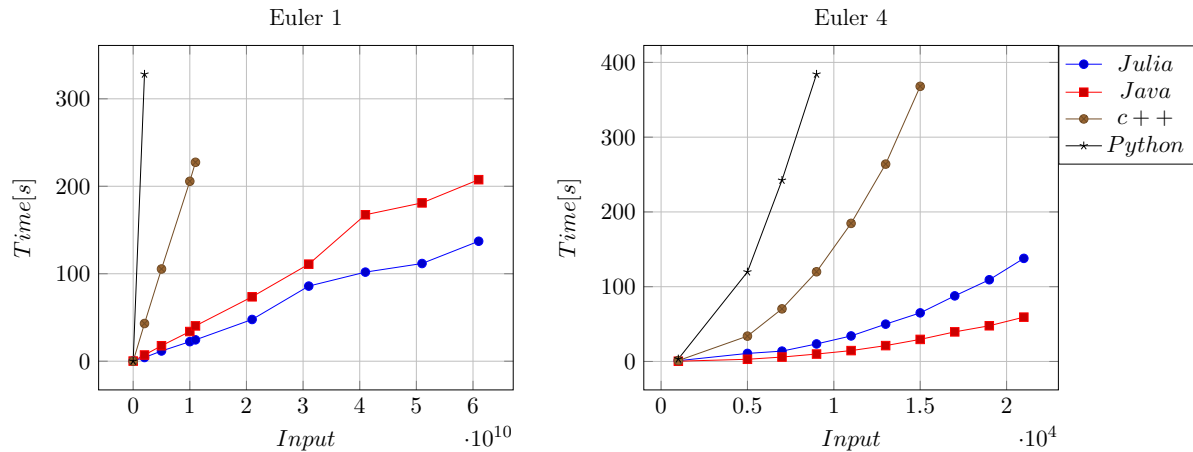 Euler 1
300
200
100
0
Time[s]
0 1 2 3 4 5 6
·10^10
Input
Euler 4
400
300
200
100
0
Time[s]
0 0.5 1 1.5 2
·10^4
Input
Julia
Java
c++
Python